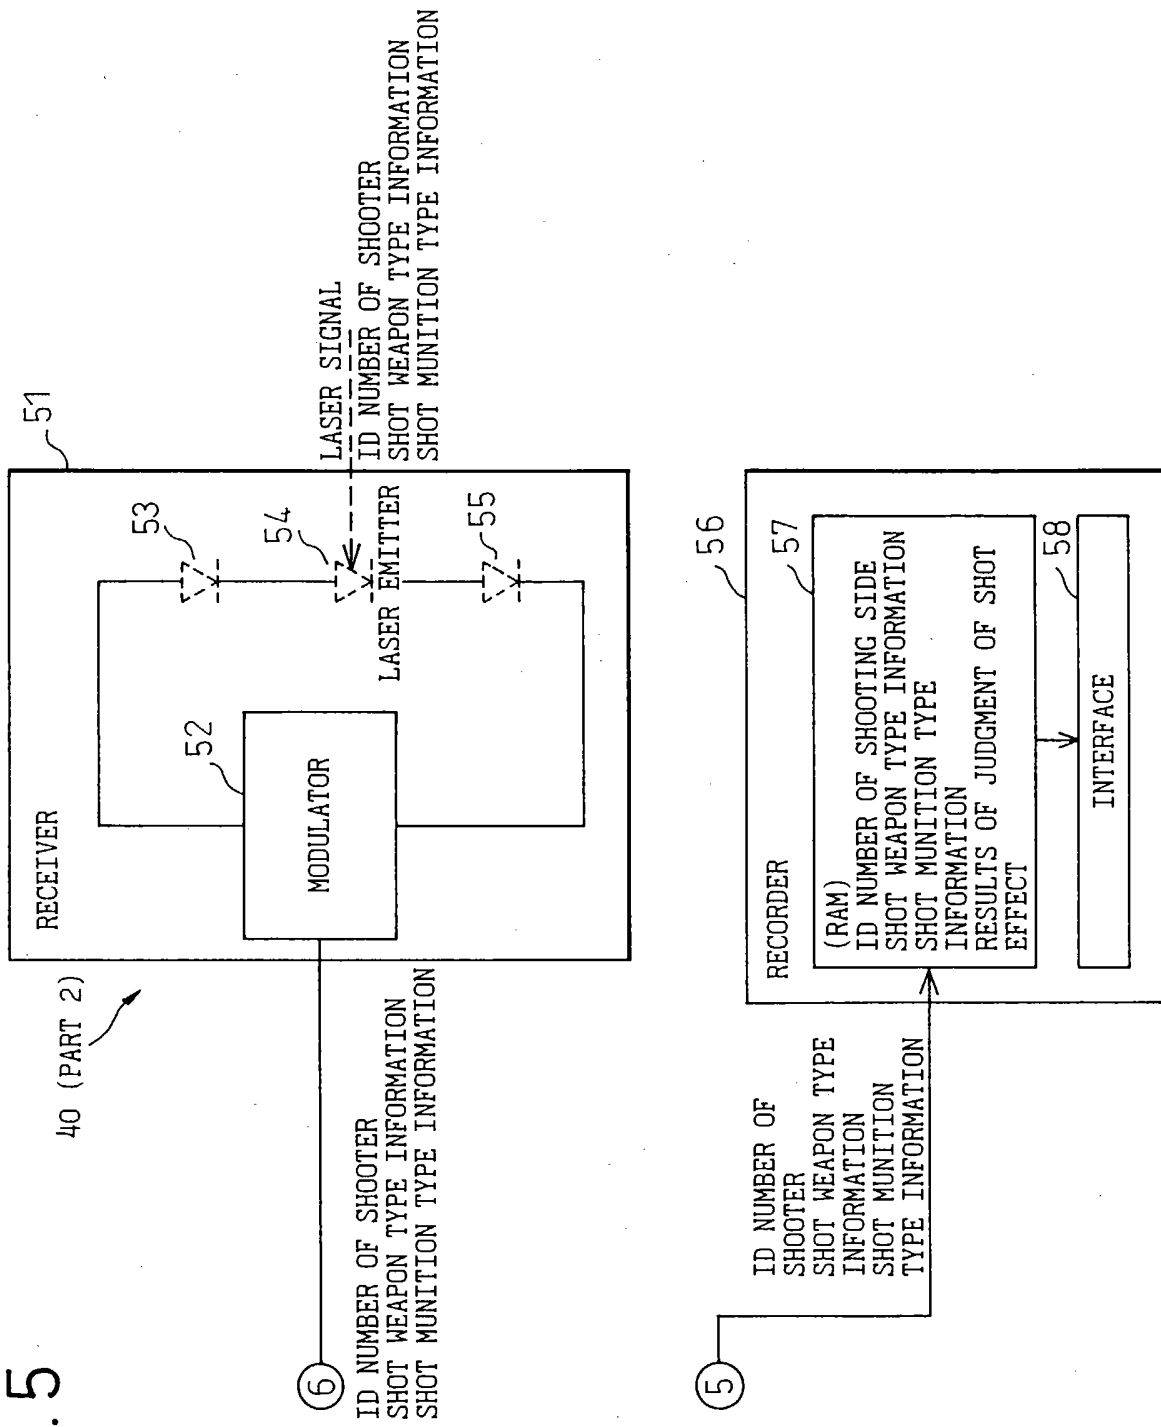 .5
40 (PART 2)
RECEIVER
51
MODULATOR
52
53
54
LASER EMITTER
55
LASER SIGNAL
ID NUMBER OF SHOOTER
SHOT WEAPON TYPE INFORMATION
SHOT MUNITION TYPE INFORMATION
6
ID NUMBER OF SHOOTER
SHOT WEAPON TYPE INFORMATION
SHOT MUNITION TYPE INFORMATION
5
ID NUMBER OF
SHOOTER
SHOT WEAPON TYPE
INFORMATION
SHOT MUNITION
TYPE INFORMATION
RECORDER
56
57
(RAM)
ID NUMBER OF SHOOTING SIDE
SHOT WEAPON TYPE INFORMATION
SHOT MUNITION TYPE
INFORMATION
RESULTS OF JUDGMENT OF SHOT
EFFECT
58
INTERFACE